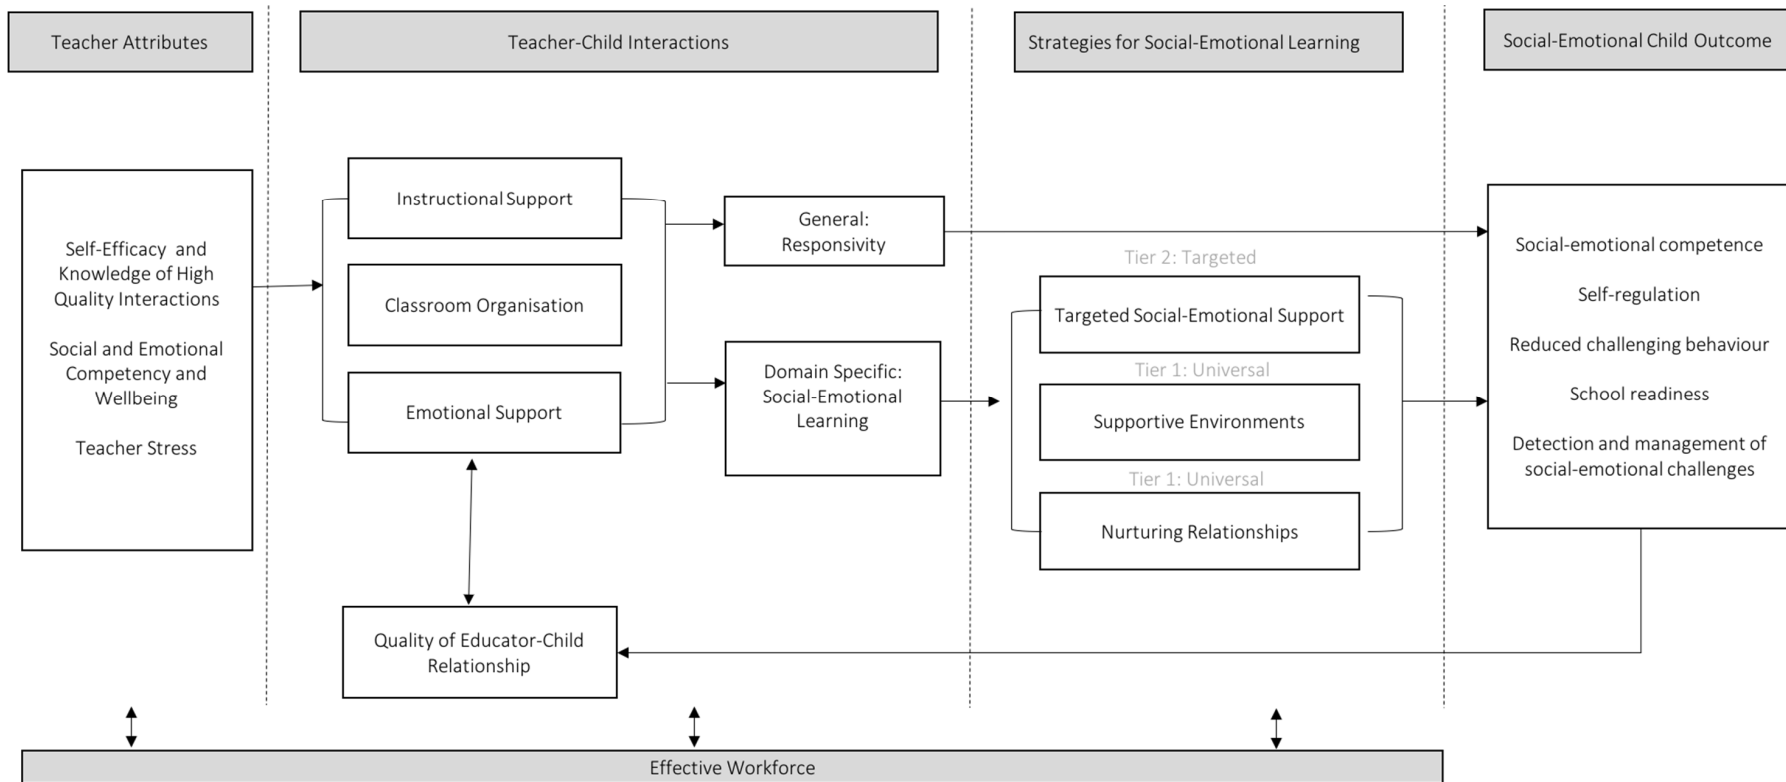 Teacher Attributes
Teacher-Child Interactions
Strategies for Social-Emotional Learning
Social-Emotional Child Outcome
Self-Efficacy and
Knowledge of High
Quality Interactions
Social and Emotional
Competency and
Wellbeing
Teacher Stress
Instructional Support
Classroom Organisation
Emotional Support
Quality of Educator-Child
Relationship
General:
Responsivity
Domain Specific:
Social-Emotional
Learning
Tier 2: Targeted
Targeted Social-Emotional Support
Tier 1: Universal
Supportive Environments
Tier 1: Universal
Nurturing Relationships
Social-emotional competence
Self-regulation
Reduced challenging behaviour
School readiness
Detection and management of
social-emotional challenges
Effective Workforce